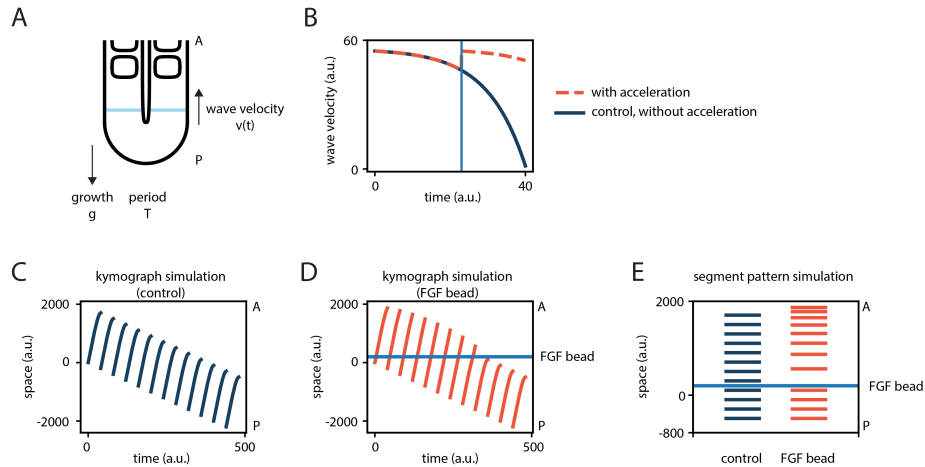 A
A
wave velocity
v(t)
P
growth
g
period
T
B
60
0
wave velocity (a.u.)
0
40
time (a.u.)
with acceleration
control, without acceleration
C
kymograph simulation
(control)
2000
0
-2000
space (a.u.)
A
P
0
500
time (a.u.)
D
kymograph simulation
(FGF bead)
2000
0
-2000
space (a.u.)
A
FGF bead
P
0
500
time (a.u.)
E
segment pattern simulation
2000
0
-800
space (a.u.)
A
FGF bead
P
control
FGF bead